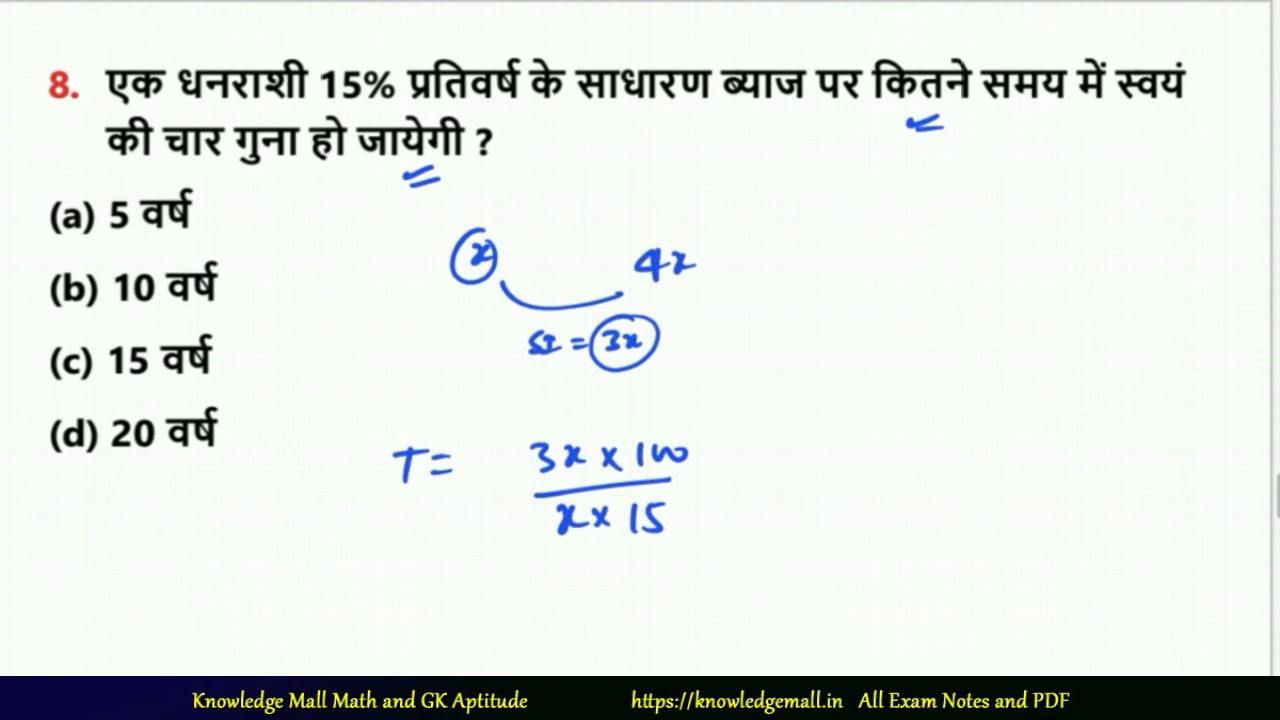 8. एक धनराशी 15% प्रतिवर्ष के साधारण ब्याज पर कितने समय में स्वयं
की चार गुना हो जायेगी ?
(a) 5 वर्ष
(b) 10 वर्ष
(c) 15 वर्ष
(d) 20 वर्ष
x 4x
SI = 3x
T = 3x × 100
x × 15
Knowledge Mall Math and GK Aptitude https://knowledgemall.in All Exam Notes and PDF